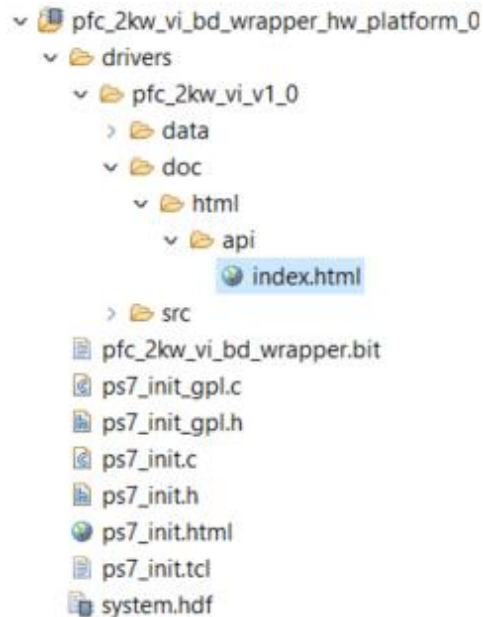 pfc_2kw_vi_bd_wrapper_hw_platform_0
drivers
pfc_2kw_vi_v1_0
data
doc
html
api
index.html
src
pfc_2kw_vi_bd_wrapper.bit
ps7_init_gpl.c
ps7_init_gpl.h
ps7_init.c
ps7_init.h
ps7_init.html
ps7_init.tcl
system.hdf